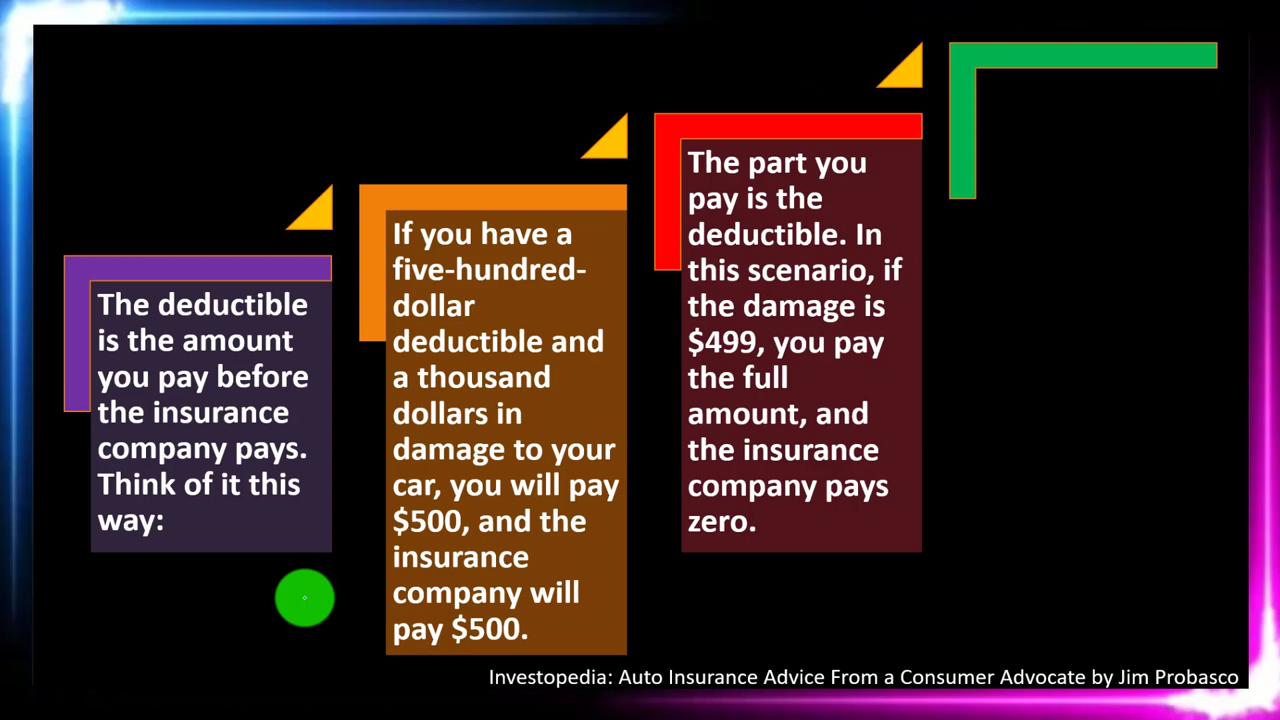 The deductible
is the amount
you pay before
the insurance
company pays.
Think of it this
way:
If you have a
five-hundred-
dollar
deductible and
a thousand
dollars in
damage to your
car, you will pay
$500, and the
insurance
company will
pay $500.
The part you
pay is the
deductible. In
this scenario, if
the damage is
$499, you pay
the full
amount, and
the insurance
company pays
zero.
Investopedia: Auto Insurance Advice From a Consumer Advocate by Jim Probasco